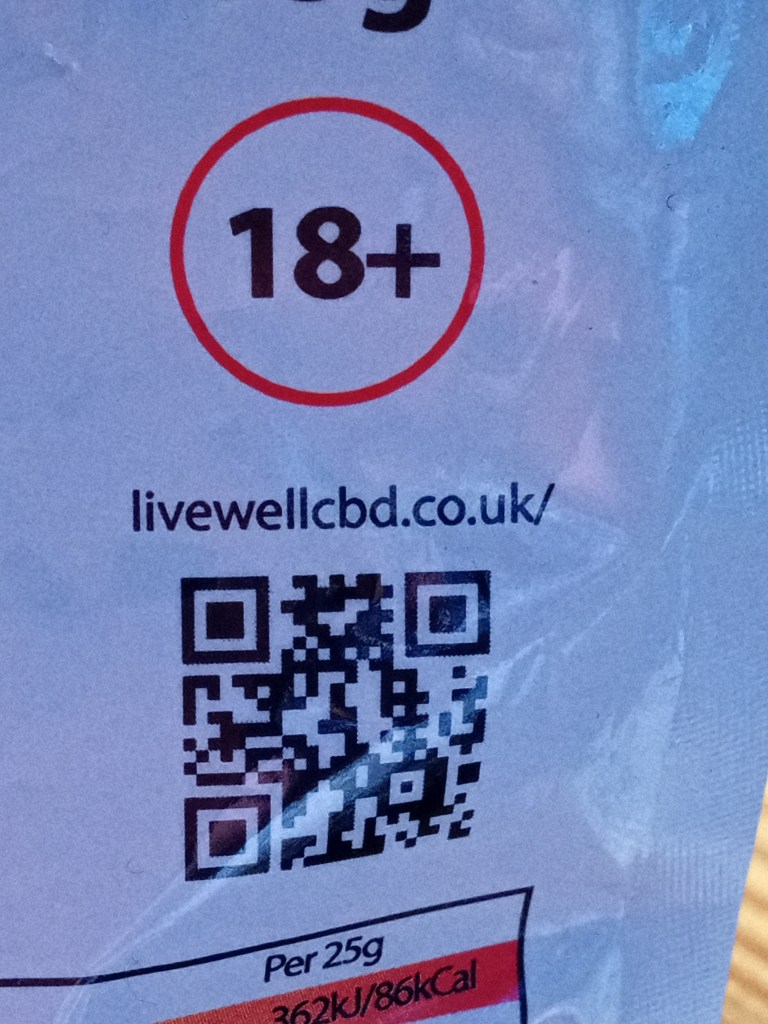 18+
livewellcbd.co.uk/
Per 25g
362kJ/86kCal